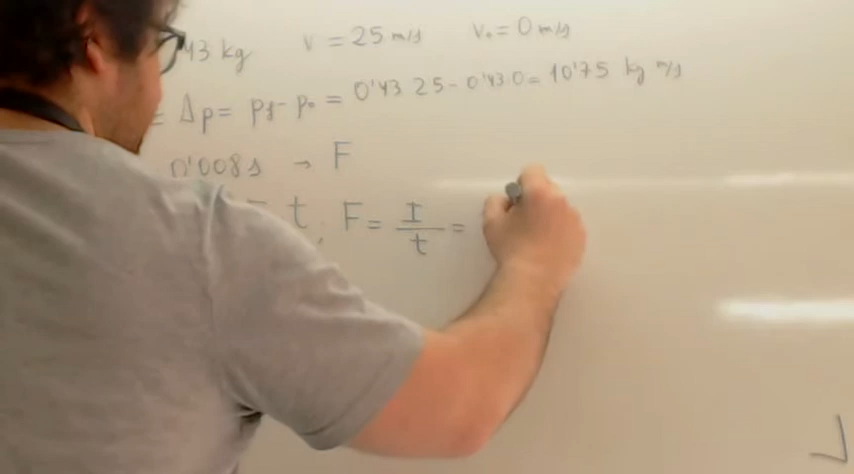 43 kg v = 25 m/s v₀ = 0 m/s
= Δp = pf - p₀ = 0'43 25 - 0'43 0 = 10'75 kg m/s
0'008 s → F
t; F = I/t =